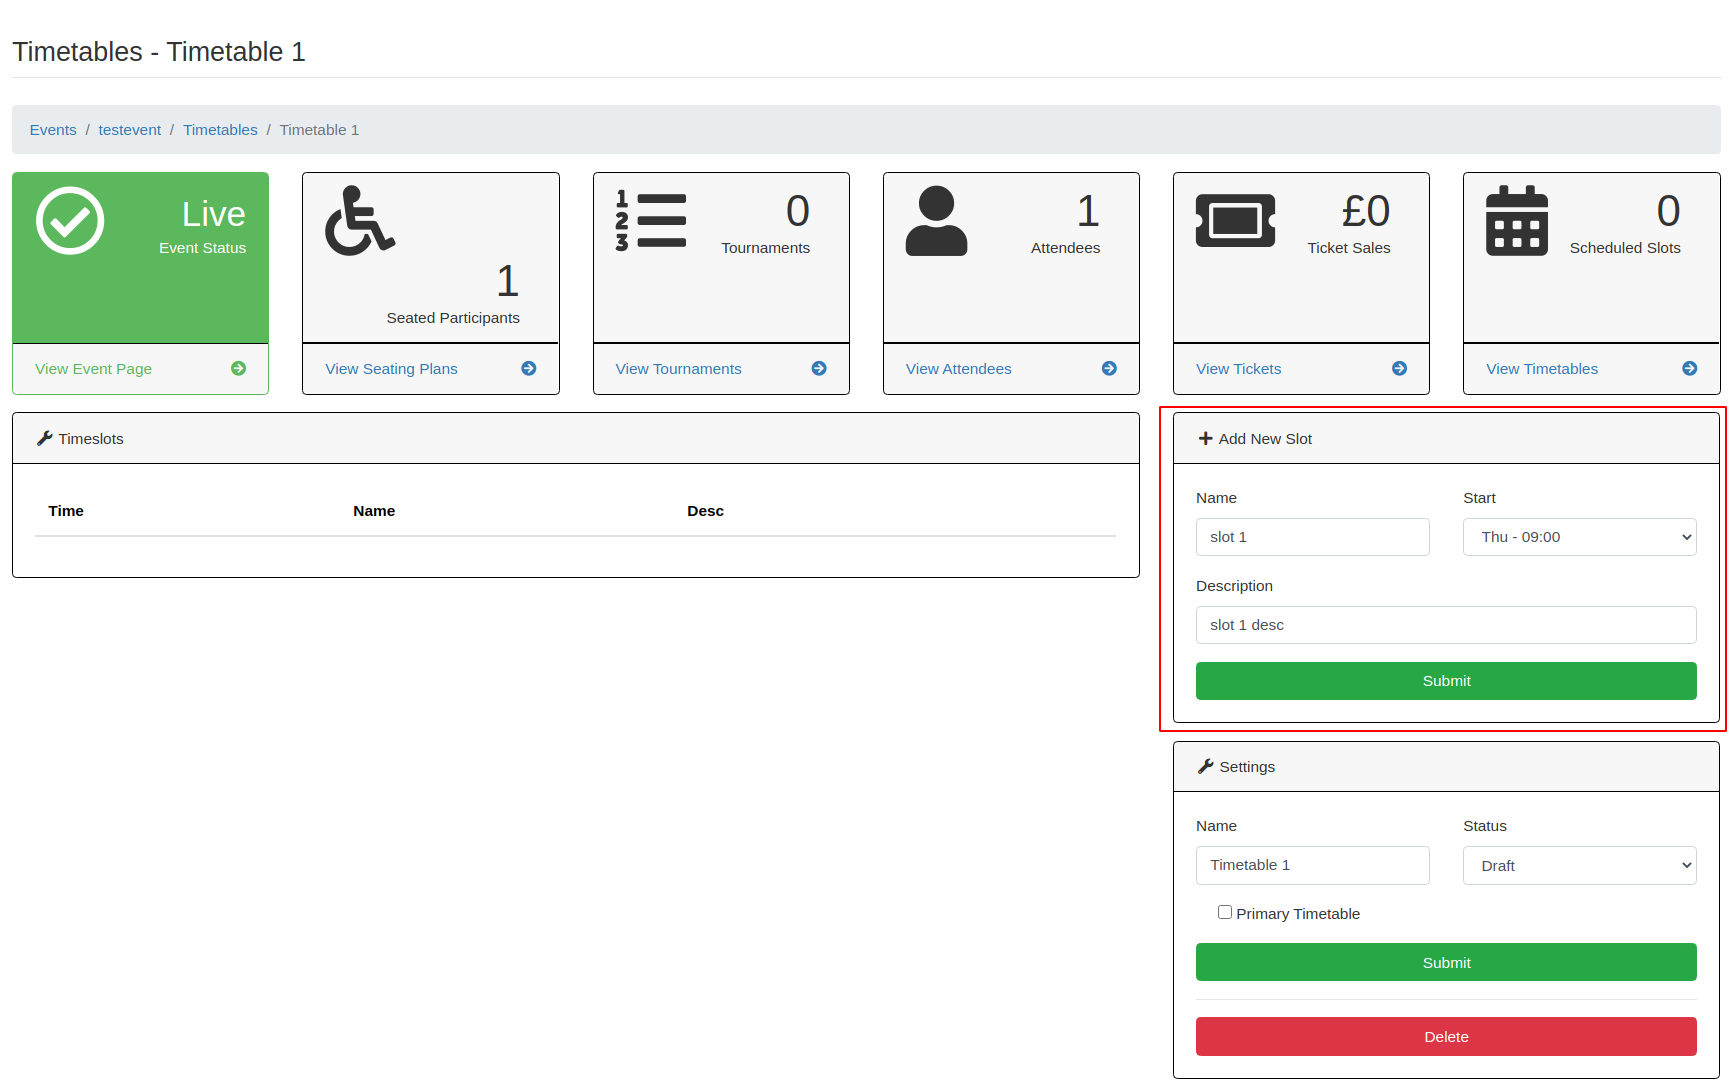 Timetables - Timetable 1
Events / testevent / Timetables / Timetable 1
Live
Event Status
View Event Page
1
Seated Participants
View Seating Plans
1
2
3
0
Tournaments
View Tournaments
1
Attendees
View Attendees
£0
Ticket Sales
View Tickets
0
Scheduled Slots
View Timetables
Timeslots
Time Name Desc
Add New Slot
Name Start
slot 1 Thu - 09:00
Description
slot 1 desc
Submit
Settings
Name Status
Timetable 1 Draft
Primary Timetable
Submit
Delete